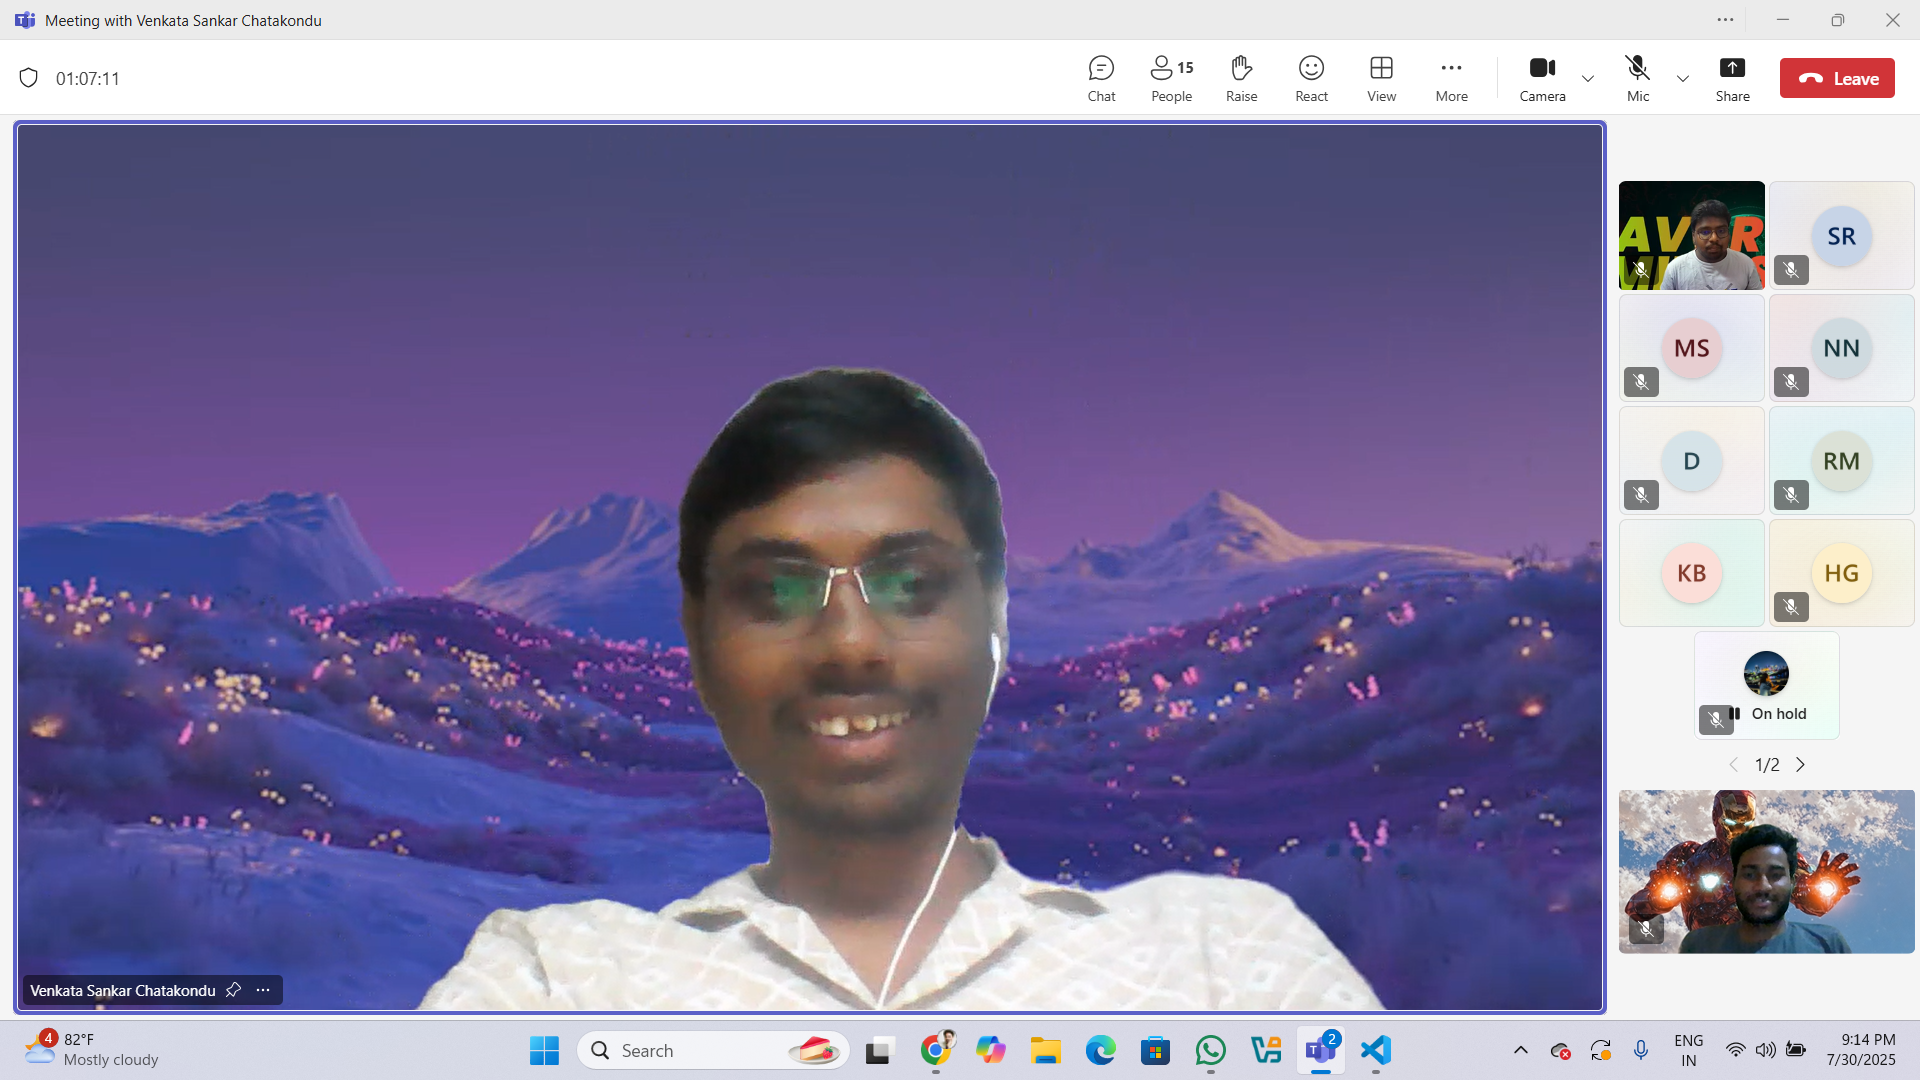 Meeting with Venkata Sankar Chatakondu
01:07:11
Chat
15
People
Raise
React
View
More
Camera
Mic
Share
Leave
SR
MS
NN
D
RM
KB
HG
On hold
1/2
Venkata Sankar Chatakondu
4
82°F
Mostly cloudy
Search
2
ENG
IN
9:14 PM
7/30/2025